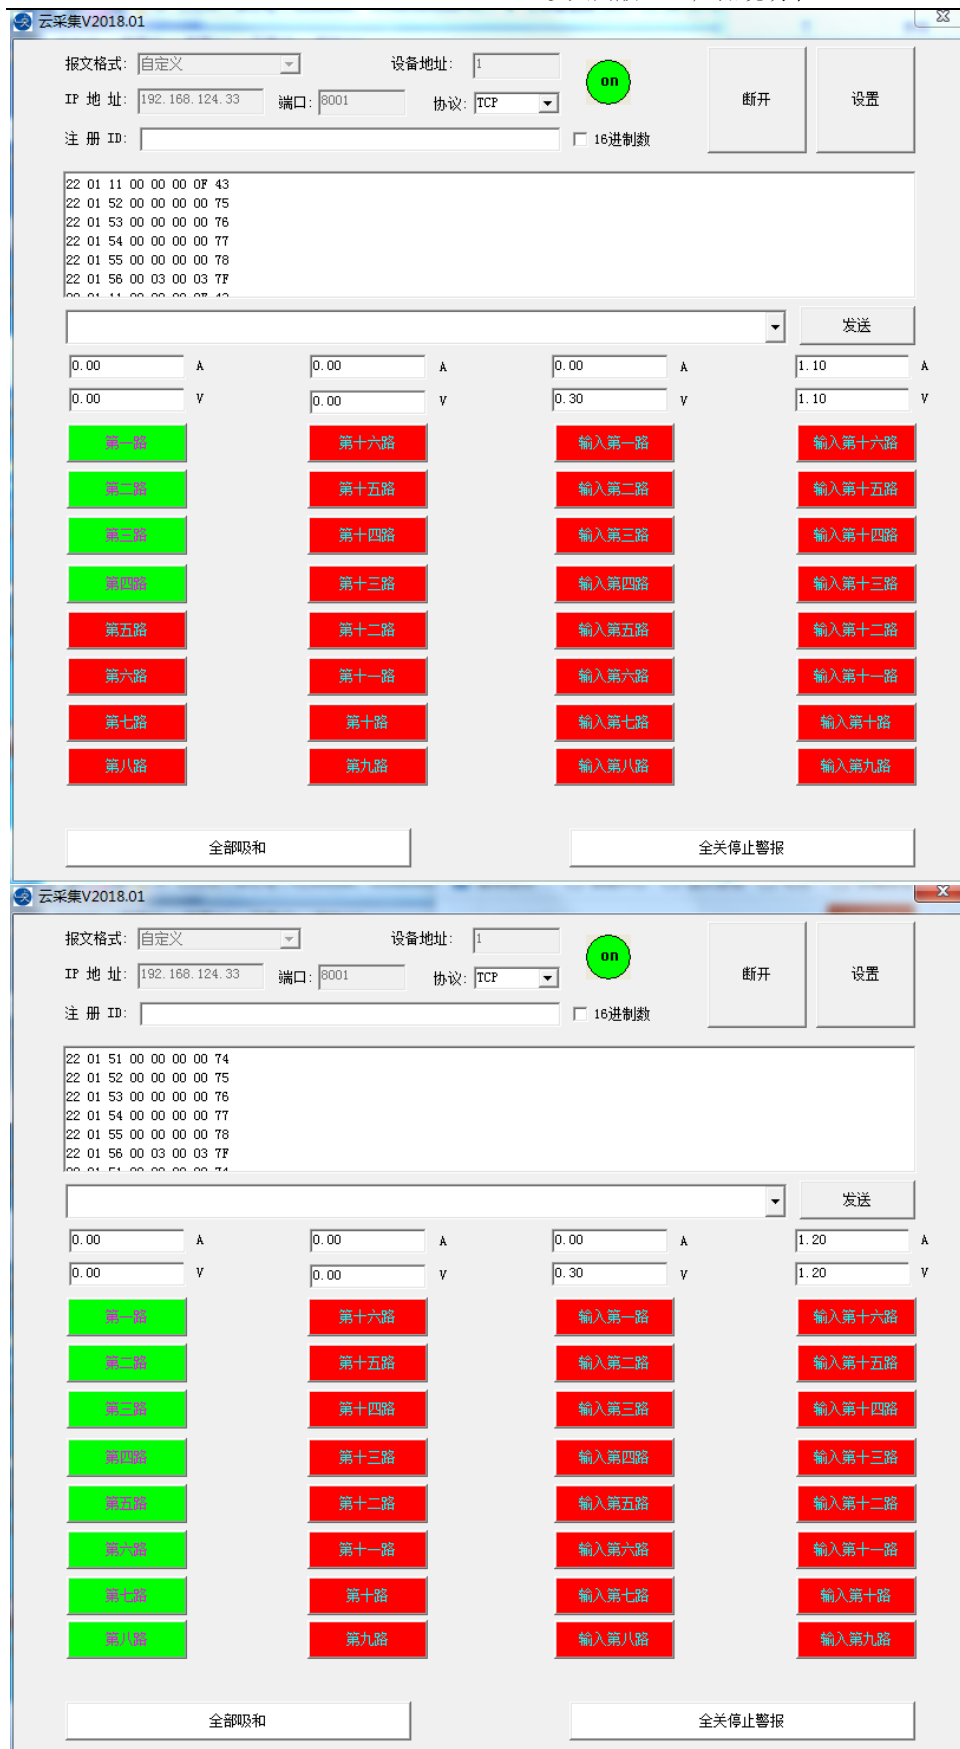 云采集V2018.01
报文格式: 自定义 设备地址: 1 on 断开 设置
IP 地 址: 192.168.124.33 端口: 8001 协议: TCP
注 册 ID: 16进制数
22 01 11 00 00 00 0F 43
22 01 52 00 00 00 00 75
22 01 53 00 00 00 00 76
22 01 54 00 00 00 00 77
22 01 55 00 00 00 00 78
22 01 56 00 03 00 03 7F
发送
0.00 A 0.00 A 0.00 A 1.10 A
0.00 V 0.00 V 0.30 V 1.10 V
第一路 第十六路 输入第一路 输入第十六路
第二路 第十五路 输入第二路 输入第十五路
第三路 第十四路 输入第三路 输入第十四路
第四路 第十三路 输入第四路 输入第十三路
第五路 第十二路 输入第五路 输入第十二路
第六路 第十一路 输入第六路 输入第十一路
第七路 第十路 输入第七路 输入第十路
第八路 第九路 输入第八路 输入第九路
全部吸和 全关停止警报
云采集V2018.01
报文格式: 自定义 设备地址: 1 on 断开 设置
IP 地 址: 192.168.124.33 端口: 8001 协议: TCP
注 册 ID: 16进制数
22 01 51 00 00 00 00 74
22 01 52 00 00 00 00 75
22 01 53 00 00 00 00 76
22 01 54 00 00 00 00 77
22 01 55 00 00 00 00 78
22 01 56 00 03 00 03 7F
发送
0.00 A 0.00 A 0.00 A 1.20 A
0.00 V 0.00 V 0.30 V 1.20 V
第一路 第十六路 输入第一路 输入第十六路
第二路 第十五路 输入第二路 输入第十五路
第三路 第十四路 输入第三路 输入第十四路
第四路 第十三路 输入第四路 输入第十三路
第五路 第十二路 输入第五路 输入第十二路
第六路 第十一路 输入第六路 输入第十一路
第七路 第十路 输入第七路 输入第十路
第八路 第九路 输入第八路 输入第九路
全部吸和 全关停止警报